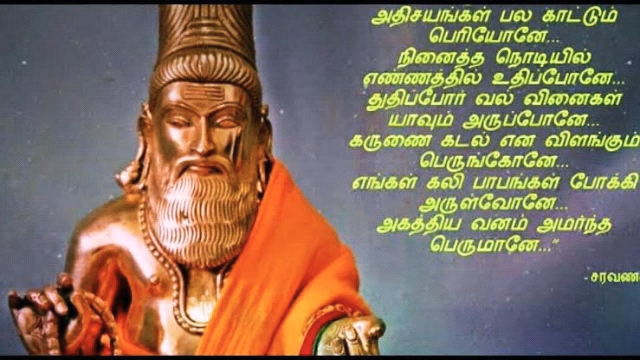 அதிசயங்கள் பல காட்டும்
பெரியோனே...
நினைத்த நொடியில்
எண்ணத்தில் உதிப்போனே...
துதிப்போர் வல் வினைகள்
யாவும் அருப்போனே...
கருணை கடல் என விளங்கும்
பெருங்கோனே...
எங்கள் கலி பாபங்கள் போக்கி
அருள்வோனே...
அகத்திய வனம் அமர்ந்த
பெருமானே..."
- சரவண